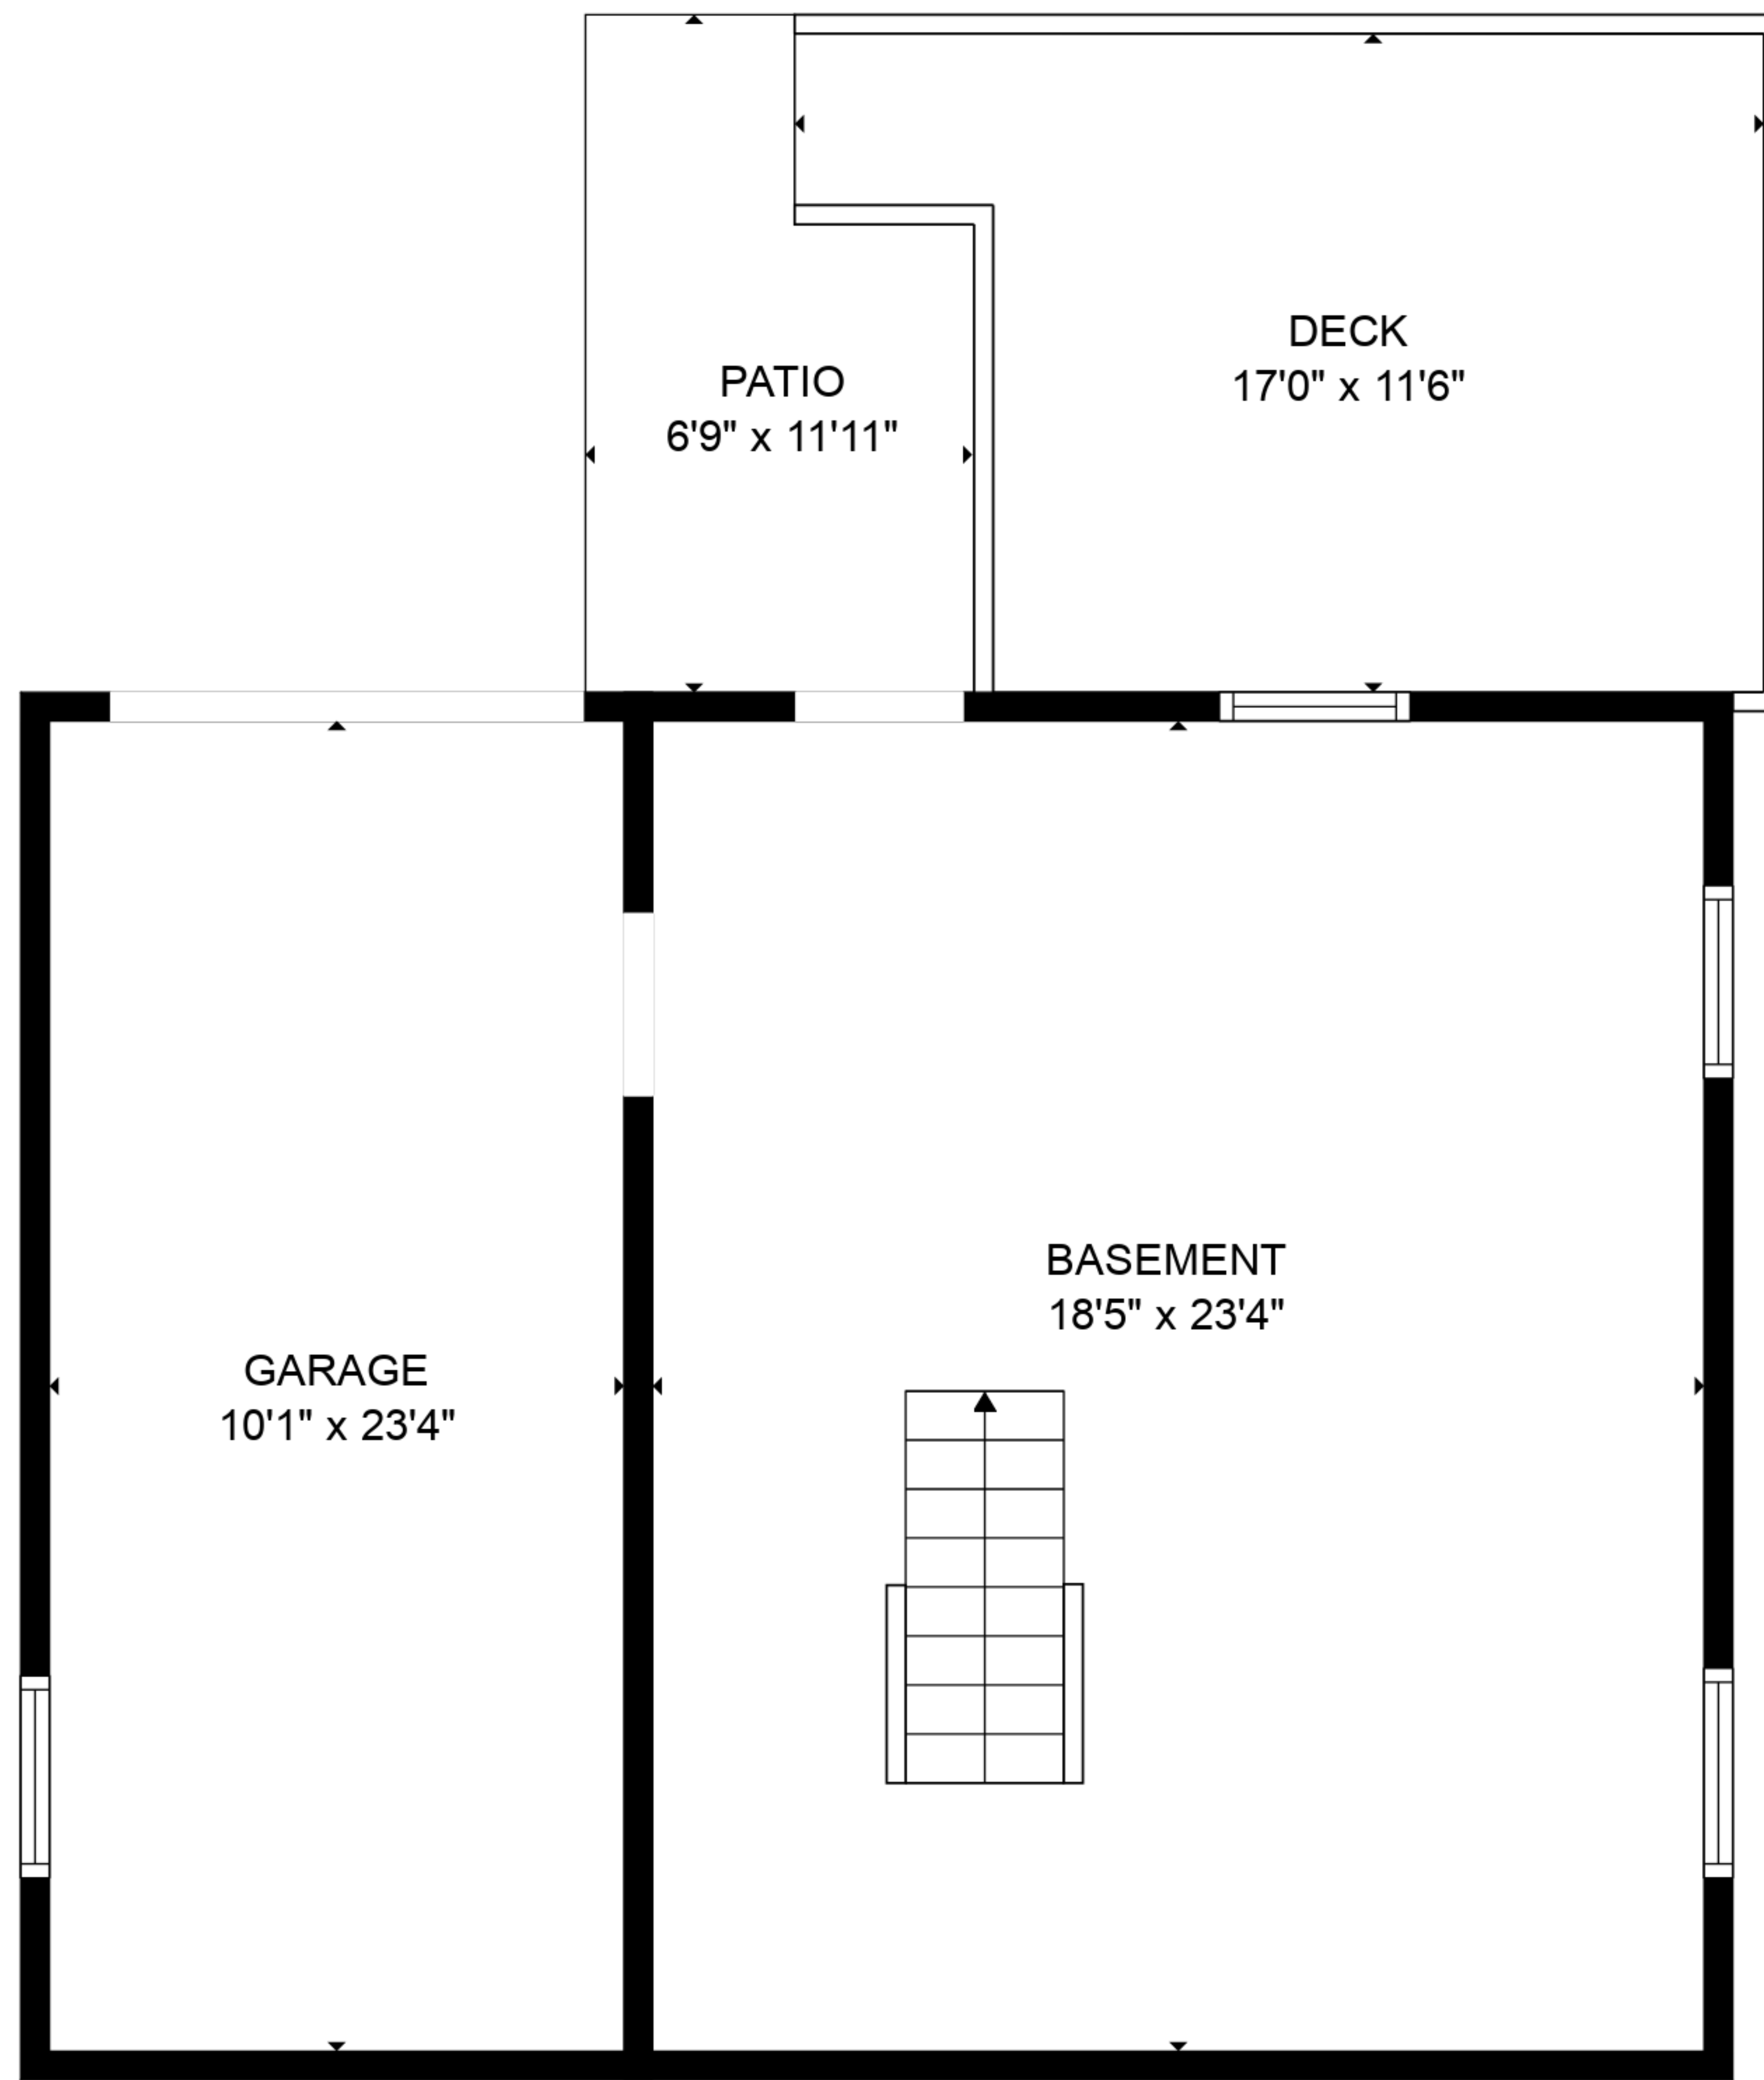 DECK
17'0" x 11'6"
PATIO
6'9" x 11'11"
BASEMENT
18'5" x 23'4"
GARAGE
10'1" x 23'4"